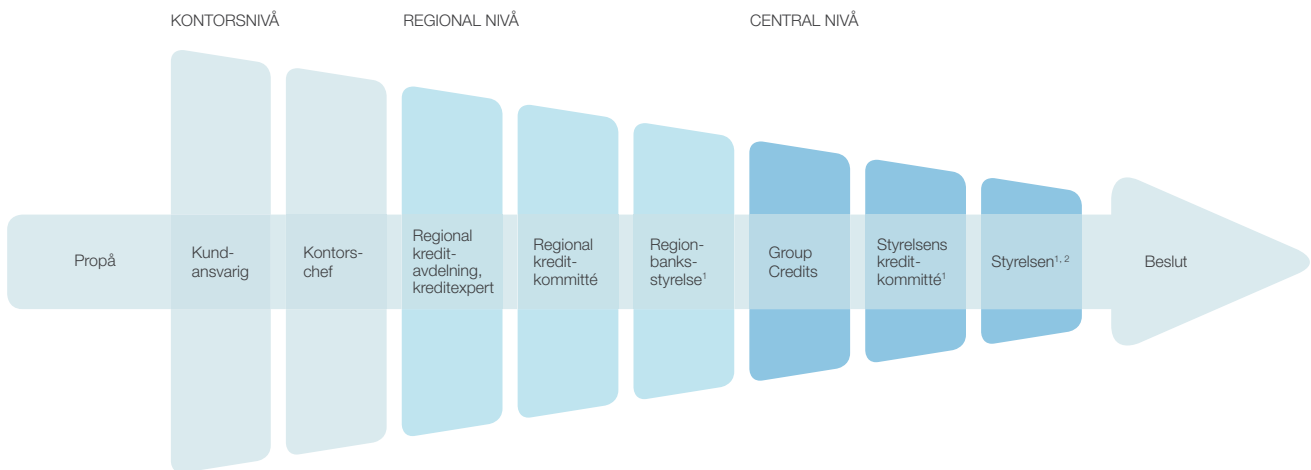 KONTORSNIVÅ
REGIONAL NIVÅ
CENTRAL NIVÅ
Propå
Kund-
ansvarig
Kontors-
chef
Regional
kredit-
avdelning,
kreditexpert
Regional
kredit-
kommitté
Region-
banks-
styrelse¹
Group
Credits
Styrelsens
kredit-
kommitté¹
Styrelsen¹, ²
Beslut